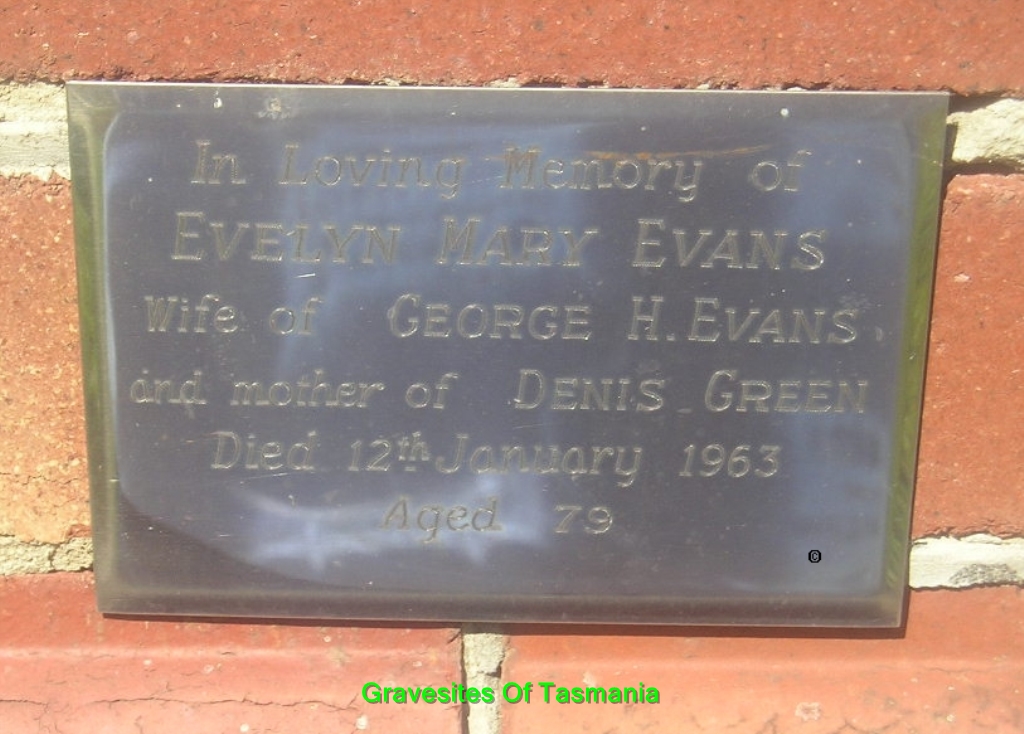 In Loving Memory of
EVELYN MARY EVANS
Wife of GEORGE H. EVANS
and mother of DENIS GREEN
Died 12th January 1963
Aged 79
©
Gravesites Of Tasmania